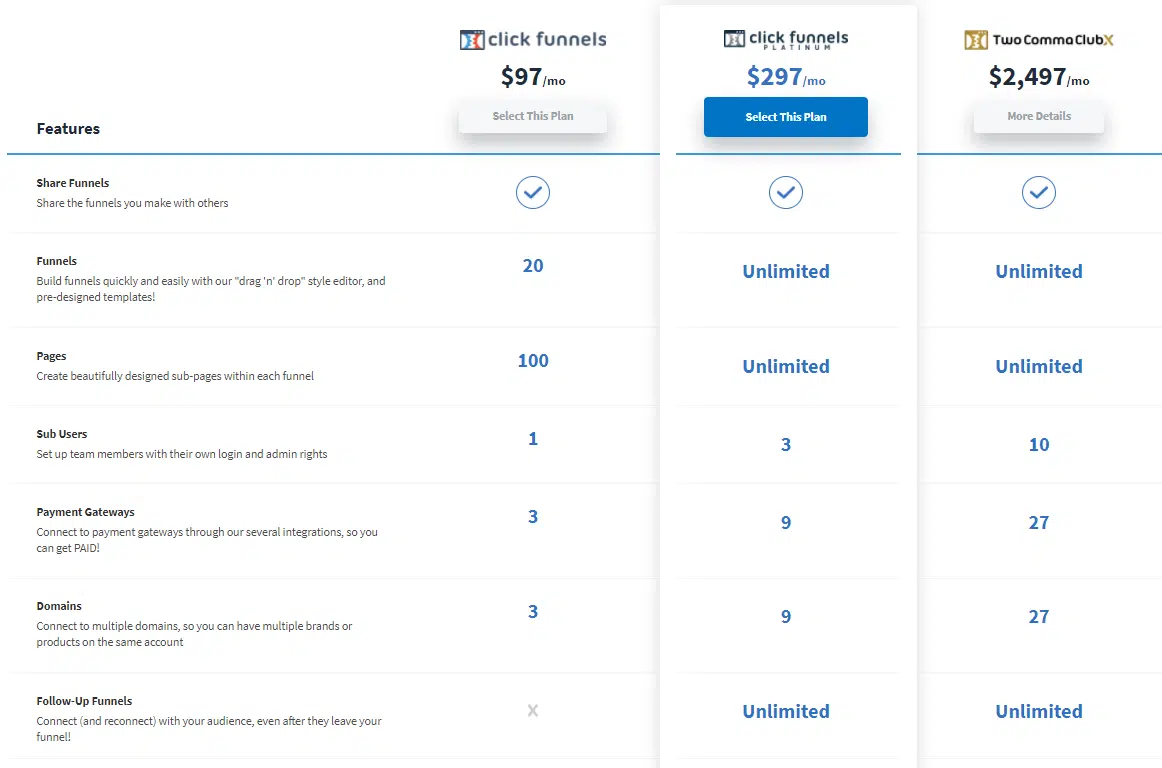 click funnels
click funnels
PLATINUM
Two Comma Club X
$97/mo
$297/mo
$2,497/mo
Select This Plan
Select This Plan
More Details
Features
Share Funnels
Share the funnels you make with others
Funnels
Build funnels quickly and easily with our "drag 'n' drop" style editor, and
pre-designed templates!
20
Unlimited
Unlimited
Pages
Create beautifully designed sub-pages within each funnel
100
Unlimited
Unlimited
Sub Users
Set up team members with their own login and admin rights
1
3
10
Payment Gateways
Connect to payment gateways through our several integrations, so you
can get PAID!
3
9
27
Domains
Connect to multiple domains, so you can have multiple brands or
products on the same account
3
9
27
Follow-Up Funnels
Connect (and reconnect) with your audience, even after they leave your
funnel!
x
Unlimited
Unlimited